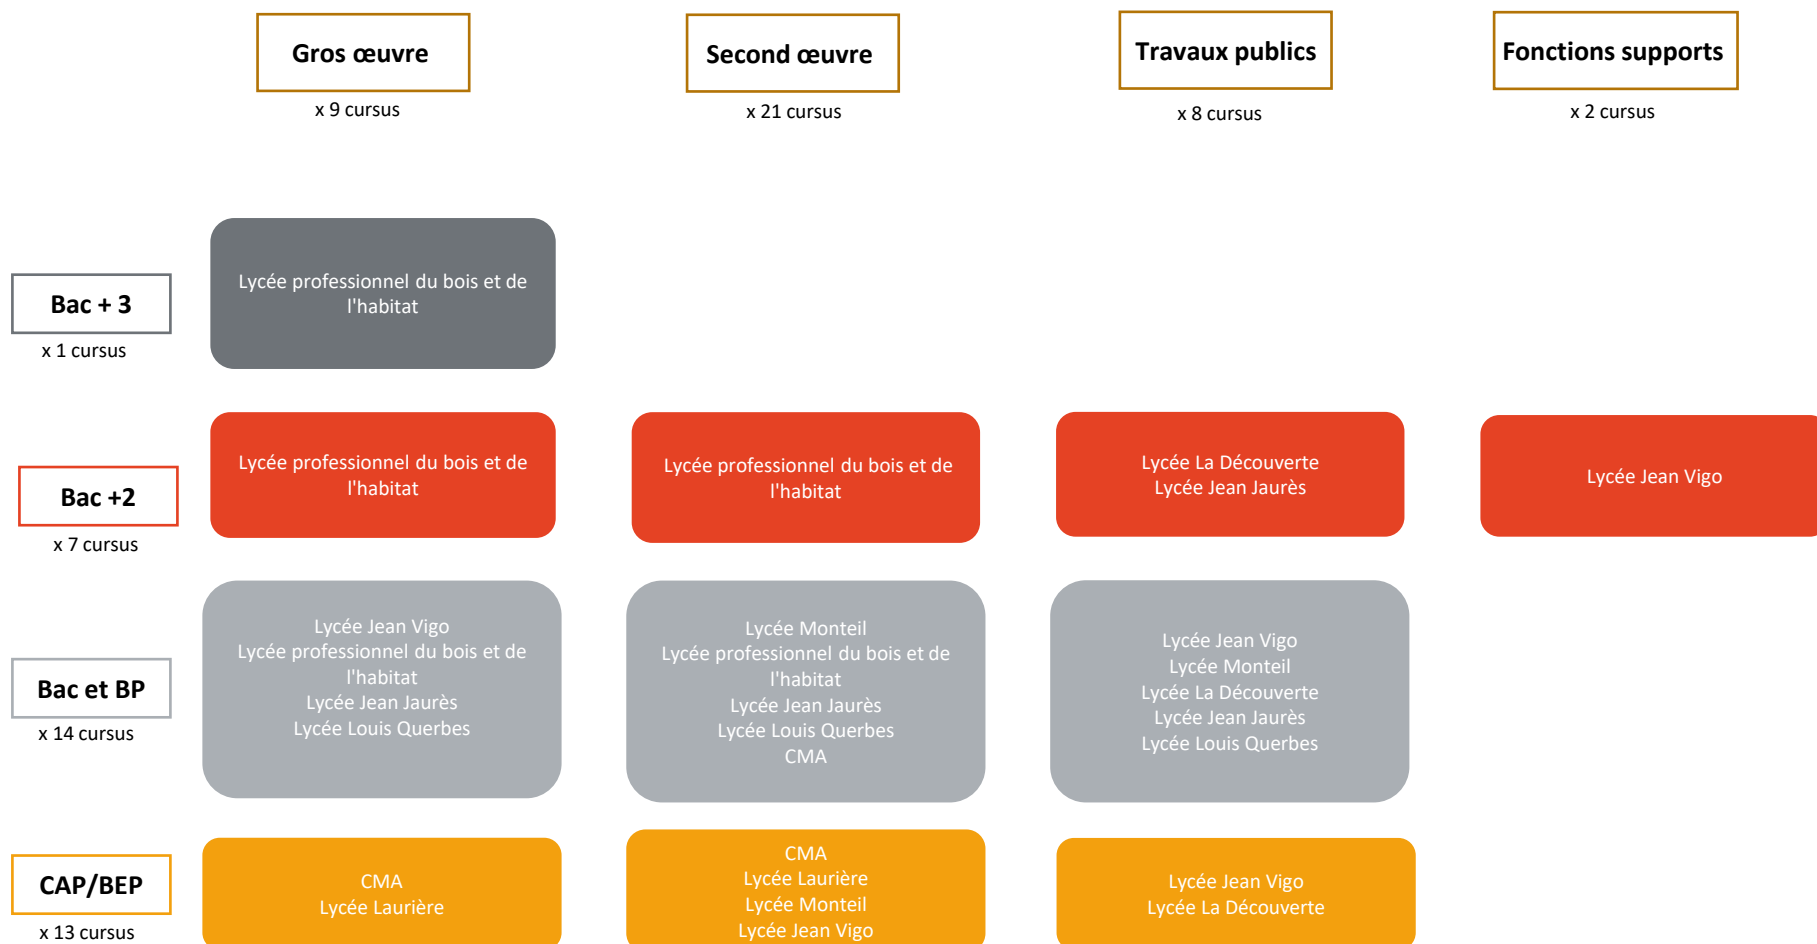 Gros œuvre
x 9 cursus
Second œuvre
x 21 cursus
Travaux publics
x 8 cursus
Fonctions supports
x 2 cursus
Bac + 3
x 1 cursus
Lycée professionnel du bois et de
l'habitat
Bac +2
x 7 cursus
Lycée professionnel du bois et de
l'habitat
Lycée professionnel du bois et de
l'habitat
Lycée La Découverte
Lycée Jean Jaurès
Lycée Jean Vigo
Bac et BP
x 14 cursus
Lycée Jean Vigo
Lycée professionnel du bois et de
l'habitat
Lycée Jean Jaurès
Lycée Louis Querbes
Lycée Monteil
Lycée professionnel du bois et de
l'habitat
Lycée Jean Jaurès
Lycée Louis Querbes
CMA
Lycée Jean Vigo
Lycée Monteil
Lycée La Découverte
Lycée Jean Jaurès
Lycée Louis Querbes
CAP/BEP
x 13 cursus
CMA
Lycée Laurière
CMA
Lycée Laurière
Lycée Monteil
Lycée Jean Vigo
Lycée Jean Vigo
Lycée La Découverte